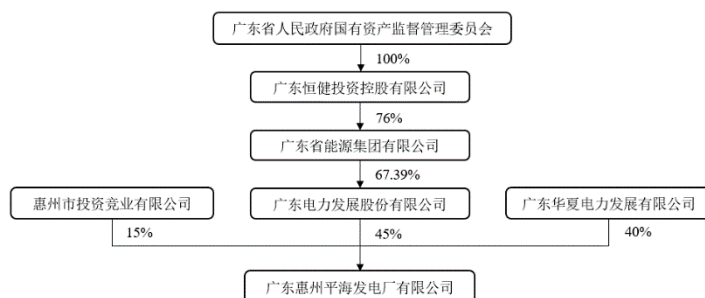 广东省人民政府国有资产监督管理委员会
100%
广东恒健投资控股有限公司
76%
广东省能源集团有限公司
67.39%
惠州市投资竞业有限公司
广东电力发展股份有限公司
广东华夏电力发展有限公司
15%
45%
40%
广东惠州平海发电厂有限公司